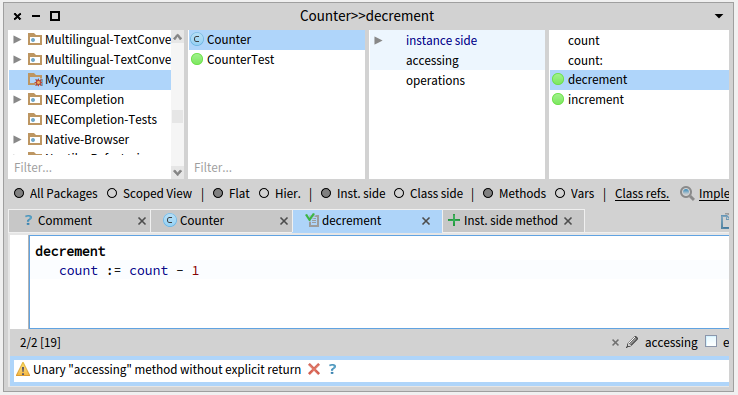 Counter>>decrement
Multilingual-TextConve
Multilingual-TextConve
MyCounter
NECompletion
NECompletion-Tests
Native-Browser
Filter...
C Counter
CounterTest
Filter...
instance side
accessing
operations
count
count:
decrement
increment
All Packages Scoped View | Flat Hier. | Inst. side Class side | Methods Vars | Class refs. Imple
? Comment C Counter decrement Inst. side method
decrement
count := count - 1
2/2 [19] accessing e
Unary "accessing" method without explicit return ?